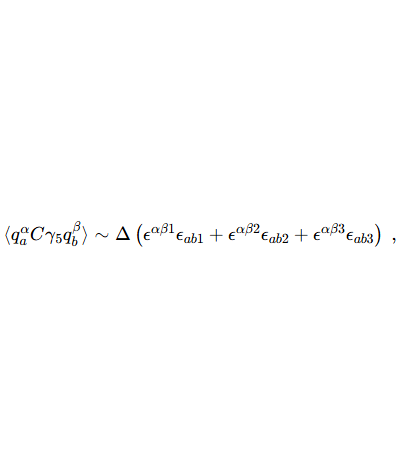 ⟨q_a^α Cγ_5 q_b^β⟩ ∼ Δ (ϵ^{αβ1}ϵ_{ab1} + ϵ^{αβ2}ϵ_{ab2} + ϵ^{αβ3}ϵ_{ab3}) ,